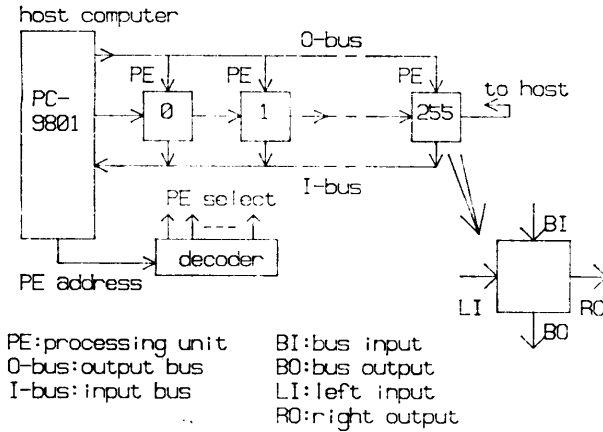 host computer
O-bus
PE
PE
PE
to host
PC-
9801
0
1
255
I-bus
PE select
decoder
PE address
BI
LI
RO
BO
PE:processing unit
O-bus:output bus
I-bus:input bus
BI:bus input
BO:bus output
LI:left input
RO:right output